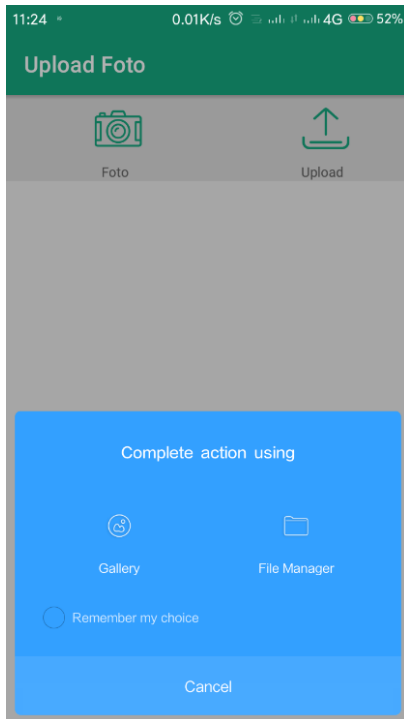 11:24 0.01K/s 4G 52%
Upload Foto
Foto Upload
Complete action using
Gallery File Manager
Remember my choice
Cancel